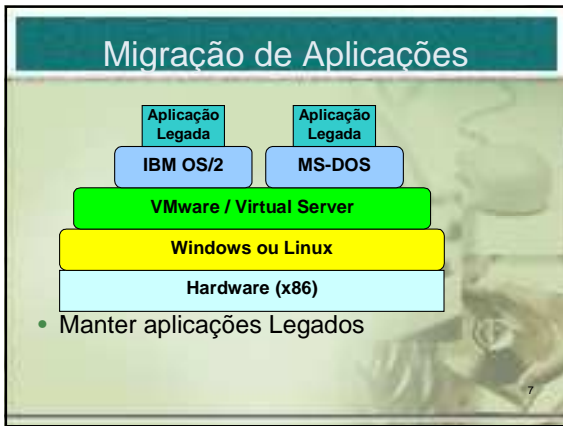 Migração de Aplicações
Aplicação
Legada
Aplicação
Legada
IBM OS/2
MS-DOS
VMware / Virtual Server
Windows ou Linux
Hardware (x86)
• Manter aplicações Legados
7